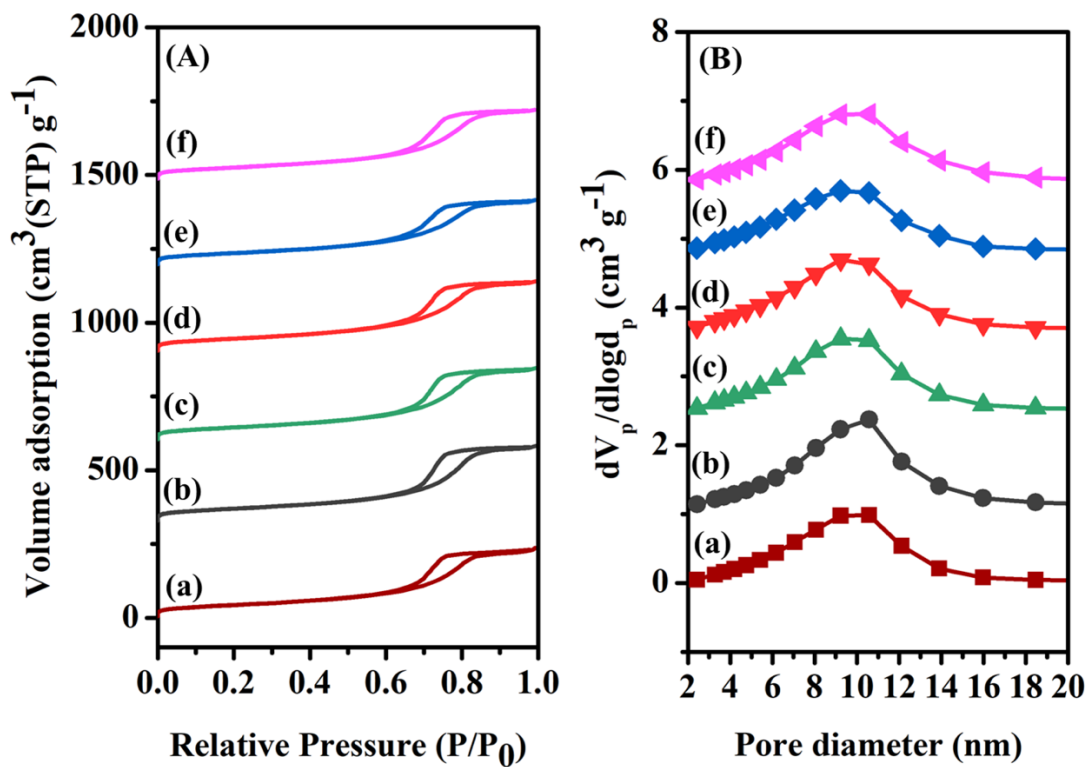 (A)
Volume adsorption (cm³(STP) g⁻¹)
2000
1500
1000
500
0
(f)
(e)
(d)
(c)
(b)
(a)
0.0 0.2 0.4 0.6 0.8 1.0
Relative Pressure (P/P₀)
(B)
dVₚ/dlogdₚ (cm³ g⁻¹)
8
6
4
2
0
(f)
(e)
(d)
(c)
(b)
(a)
2 4 6 8 10 12 14 16 18 20
Pore diameter (nm)